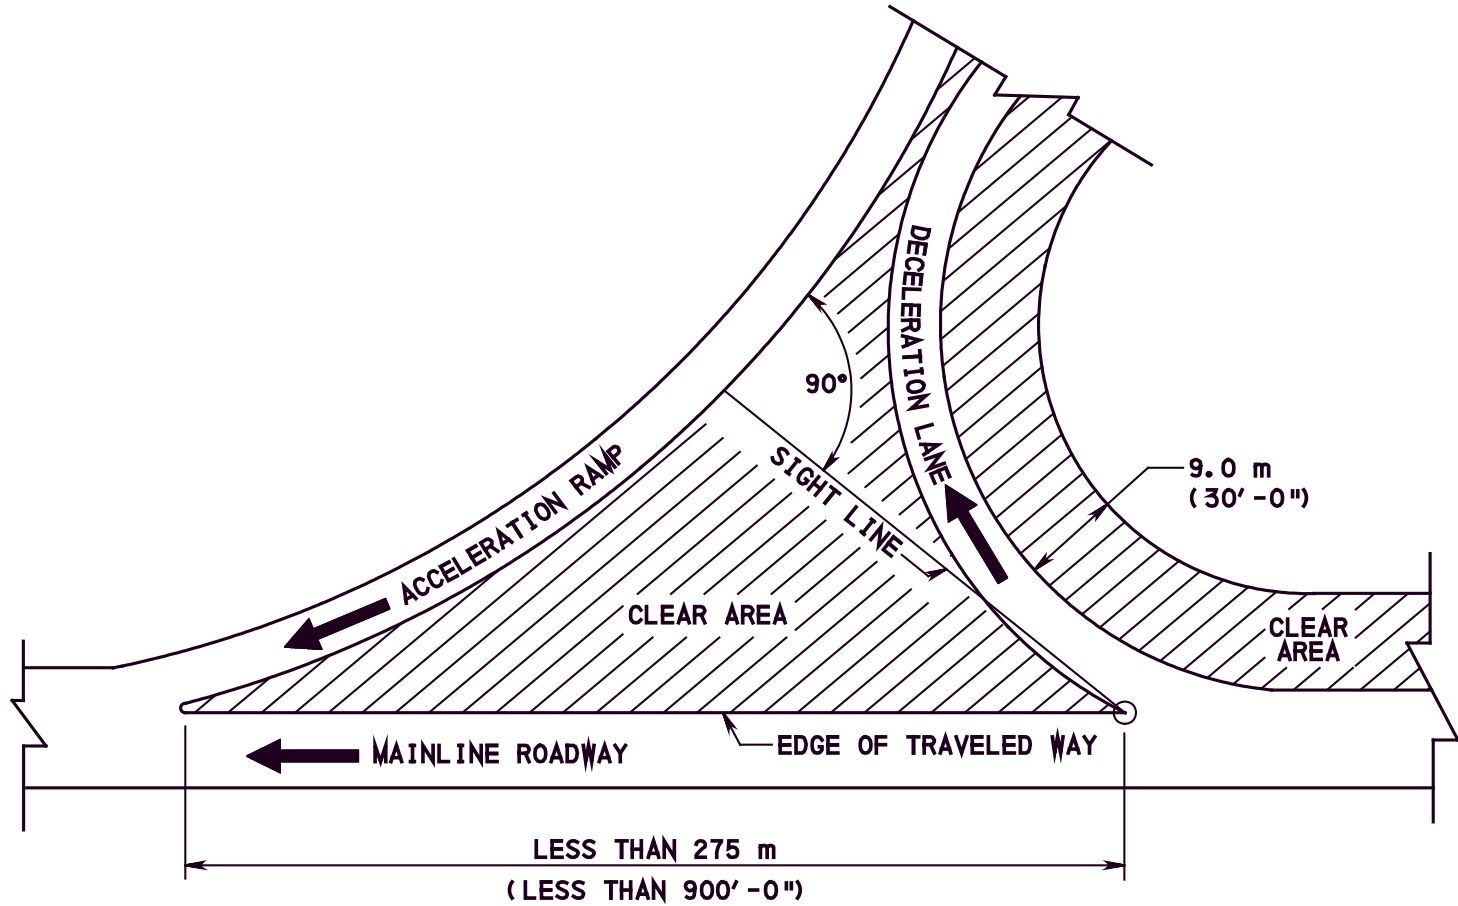 DECELERATION LANE
90°
SIGHT LINE
9.0 m
(30'-0")
ACCELERATION RAMP
CLEAR AREA
CLEAR
AREA
EDGE OF TRAVELED WAY
MAINLINE ROADWAY
LESS THAN 275 m
(LESS THAN 900'-0")